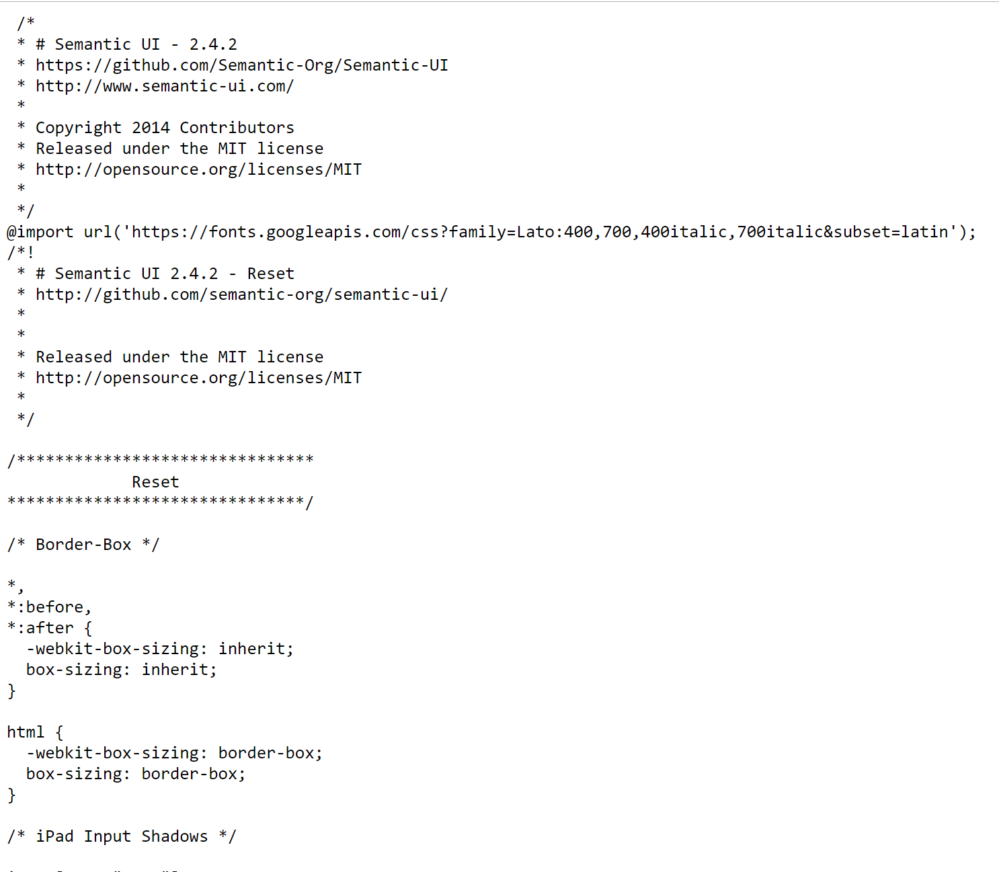 /*
 * # Semantic UI - 2.4.2
 * https://github.com/Semantic-Org/Semantic-UI
 * http://www.semantic-ui.com/
 *
 * Copyright 2014 Contributors
 * Released under the MIT license
 * http://opensource.org/licenses/MIT
 *
 */
@import url('https://fonts.googleapis.com/css?family=Lato:400,700,400italic,700italic&subset=latin');
/*!
 * # Semantic UI 2.4.2 - Reset
 * http://github.com/semantic-org/semantic-ui/
 *
 *
 * Released under the MIT license
 * http://opensource.org/licenses/MIT
 *
 */

/*******************************
             Reset
*******************************/

/* Border-Box */

*,
*:before,
*:after {
  -webkit-box-sizing: inherit;
  box-sizing: inherit;
}

html {
  -webkit-box-sizing: border-box;
  box-sizing: border-box;
}

/* iPad Input Shadows */